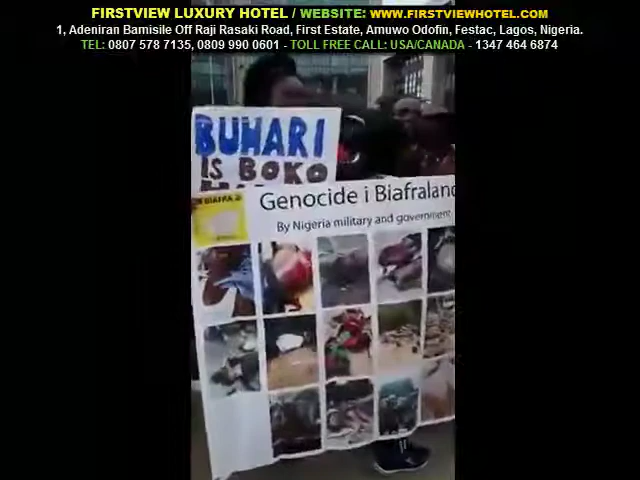 FIRSTVIEW LUXURY HOTEL / WEBSITE: WWW.FIRSTVIEWHOTEL.COM
1, Adeniran Bamisile Off Raji Rasaki Road, First Estate, Amuwo Odofin, Festac, Lagos, Nigeria.
TEL: 0807 578 7135, 0809 990 0601 - TOLL FREE CALL: USA/CANADA - 1347 464 6874
BUHARI
IS BOKO
Genocide i Biafraland
By Nigeria military and government
BIAFRA